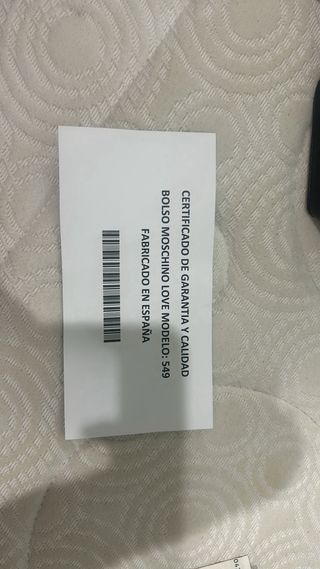 CERTIFICADO DE GARANTIA Y CALIDAD
BOLSO MOSCHINO LOVE MODELO: 549
FABRICADO EN ESPAÑA